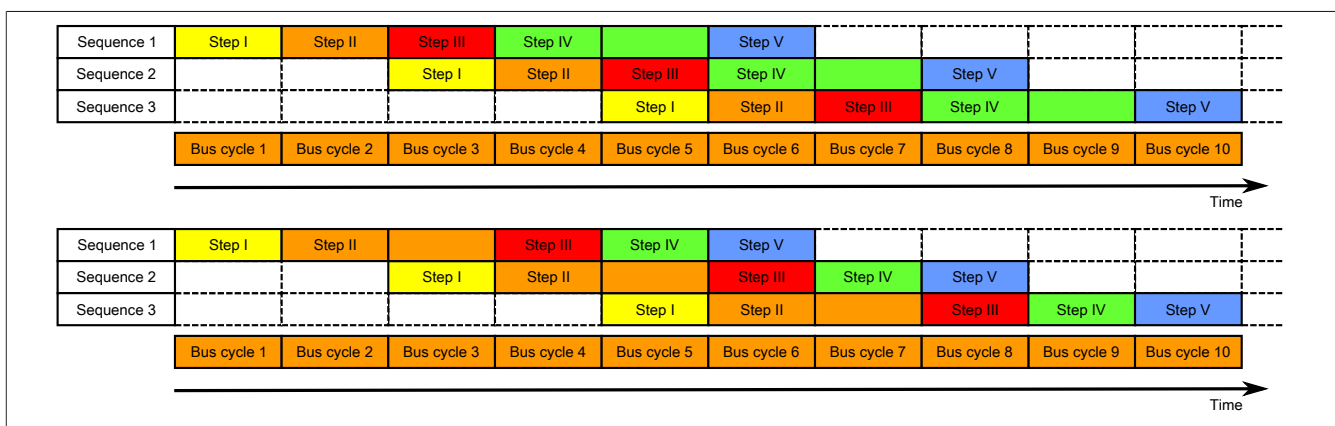 Sequence 1 Step I Step II Step III Step IV Step V
Sequence 2 Step I Step II Step III Step IV Step V
Sequence 3 Step I Step II Step III Step IV Step V
Bus cycle 1 Bus cycle 2 Bus cycle 3 Bus cycle 4 Bus cycle 5 Bus cycle 6 Bus cycle 7 Bus cycle 8 Bus cycle 9 Bus cycle 10
Time
Sequence 1 Step I Step II Step III Step IV Step V
Sequence 2 Step I Step II Step III Step IV Step V
Sequence 3 Step I Step II Step III Step IV Step V
Bus cycle 1 Bus cycle 2 Bus cycle 3 Bus cycle 4 Bus cycle 5 Bus cycle 6 Bus cycle 7 Bus cycle 8 Bus cycle 9 Bus cycle 10
Time